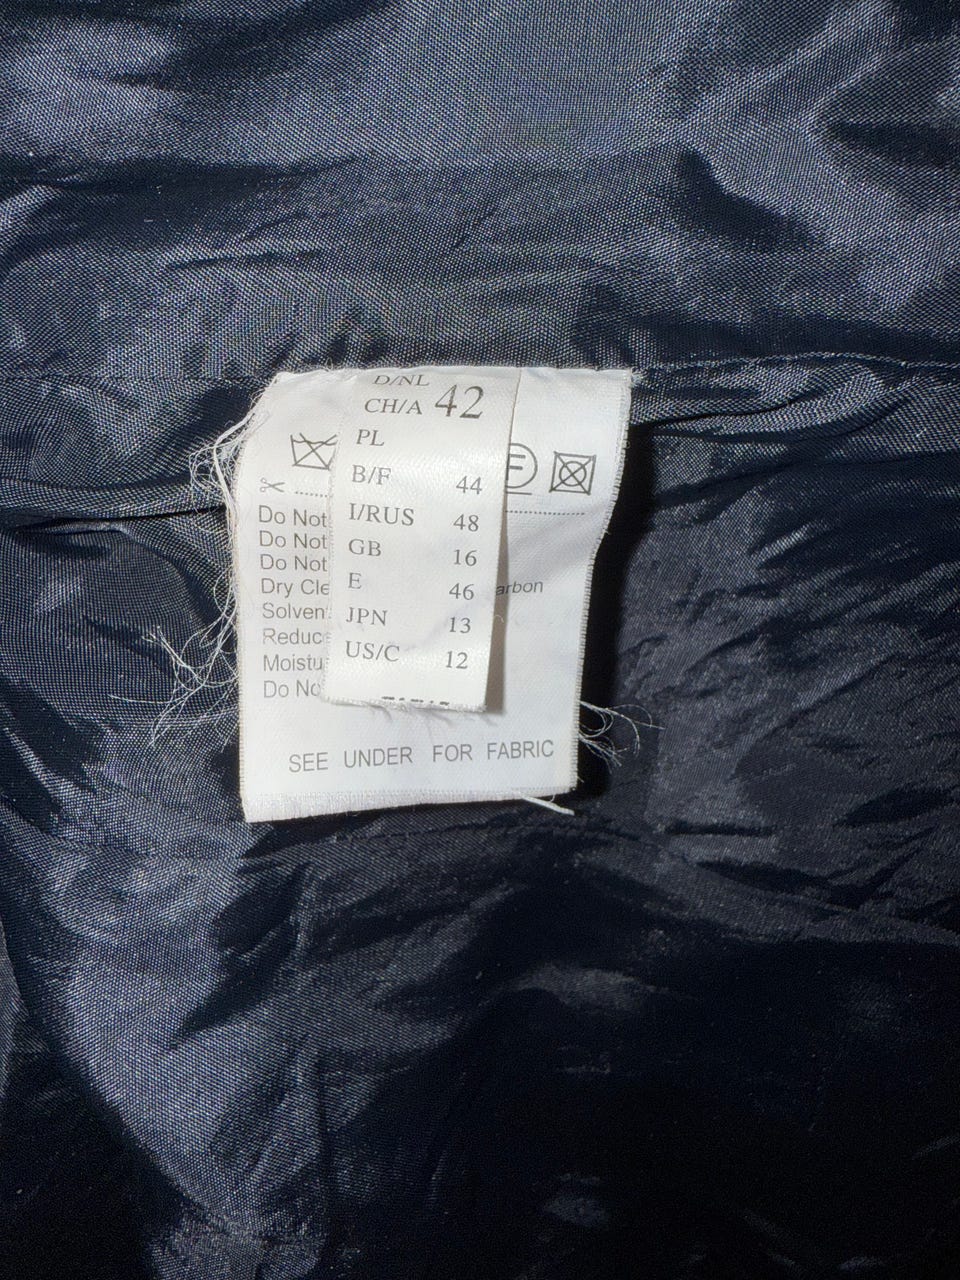 D/NL
CH/A 42
PL
B/F 44
I/RUS 48
GB 16
E 46
JPN 13
US/C 12
F
Do Not
Do Not
Do Not
Dry Cle
arbon
Solven
Reduc
Moistu
Do No
SEE UNDER FOR FABRIC